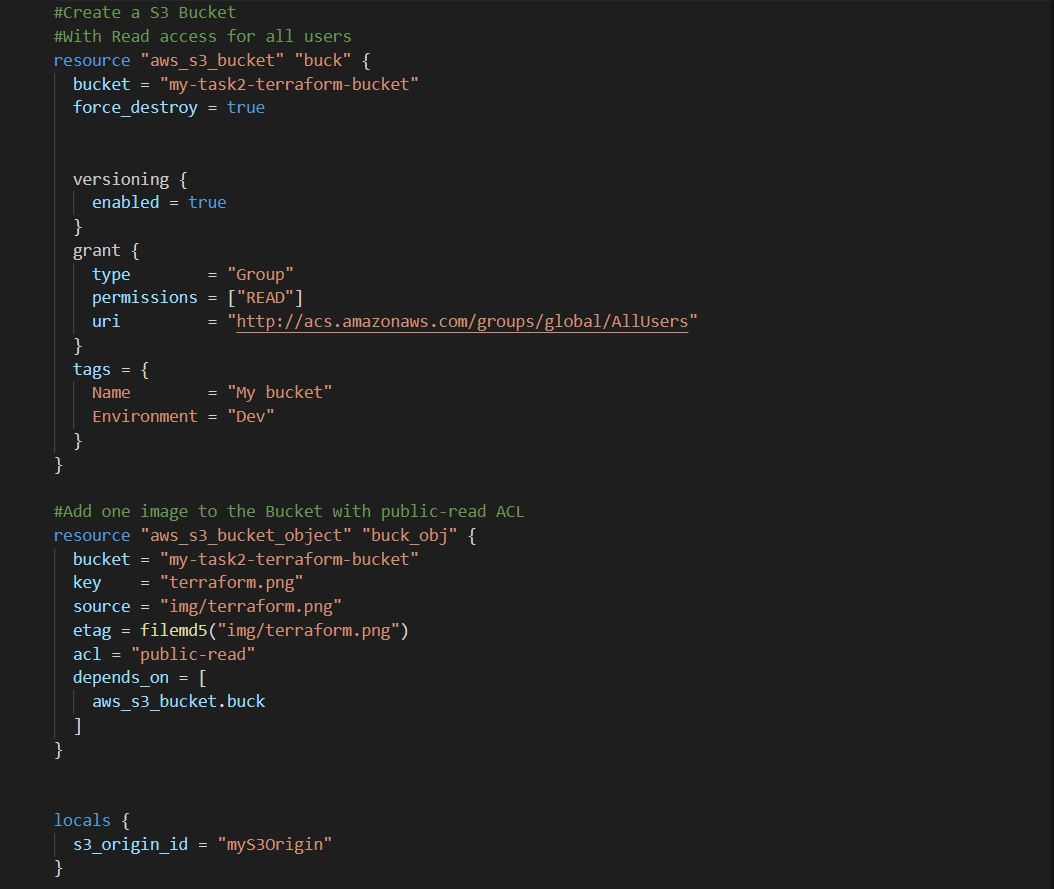 #Create a S3 Bucket
#With Read access for all users
resource "aws_s3_bucket" "buck" {
  bucket = "my-task2-terraform-bucket"
  force_destroy = true


  versioning {
    enabled = true
  }
  grant {
    type        = "Group"
    permissions = ["READ"]
    uri         = "http://acs.amazonaws.com/groups/global/AllUsers"
  }
  tags = {
    Name        = "My bucket"
    Environment = "Dev"
  }
}

#Add one image to the Bucket with public-read ACL
resource "aws_s3_bucket_object" "buck_obj" {
  bucket = "my-task2-terraform-bucket"
  key    = "terraform.png"
  source = "img/terraform.png"
  etag = filemd5("img/terraform.png")
  acl = "public-read"
  depends_on = [
    aws_s3_bucket.buck
  ]
}


locals {
  s3_origin_id = "myS3Origin"
}